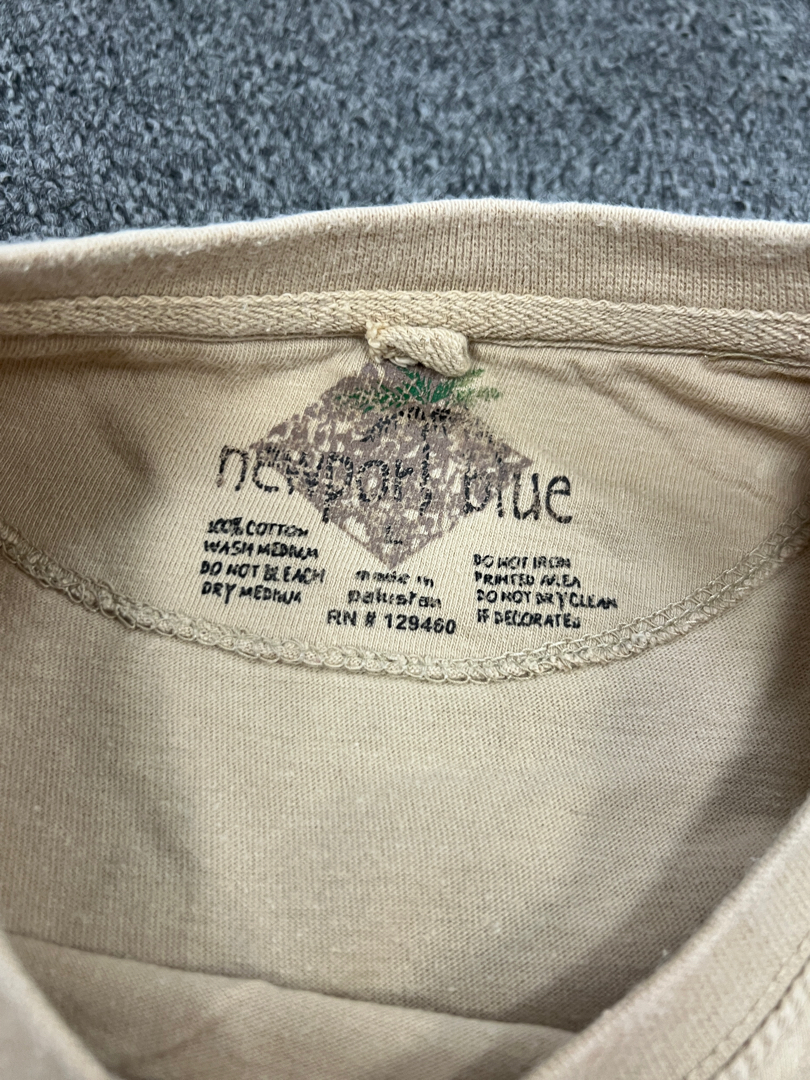 newport blue
L
100% COTTON
WASH MEDIUM
DO NOT BLEACH
DRY MEDIUM
made in
pakistan
RN # 129460
DO NOT IRON
PRINTED AREA
DO NOT DRY CLEAN
IF DECORATED